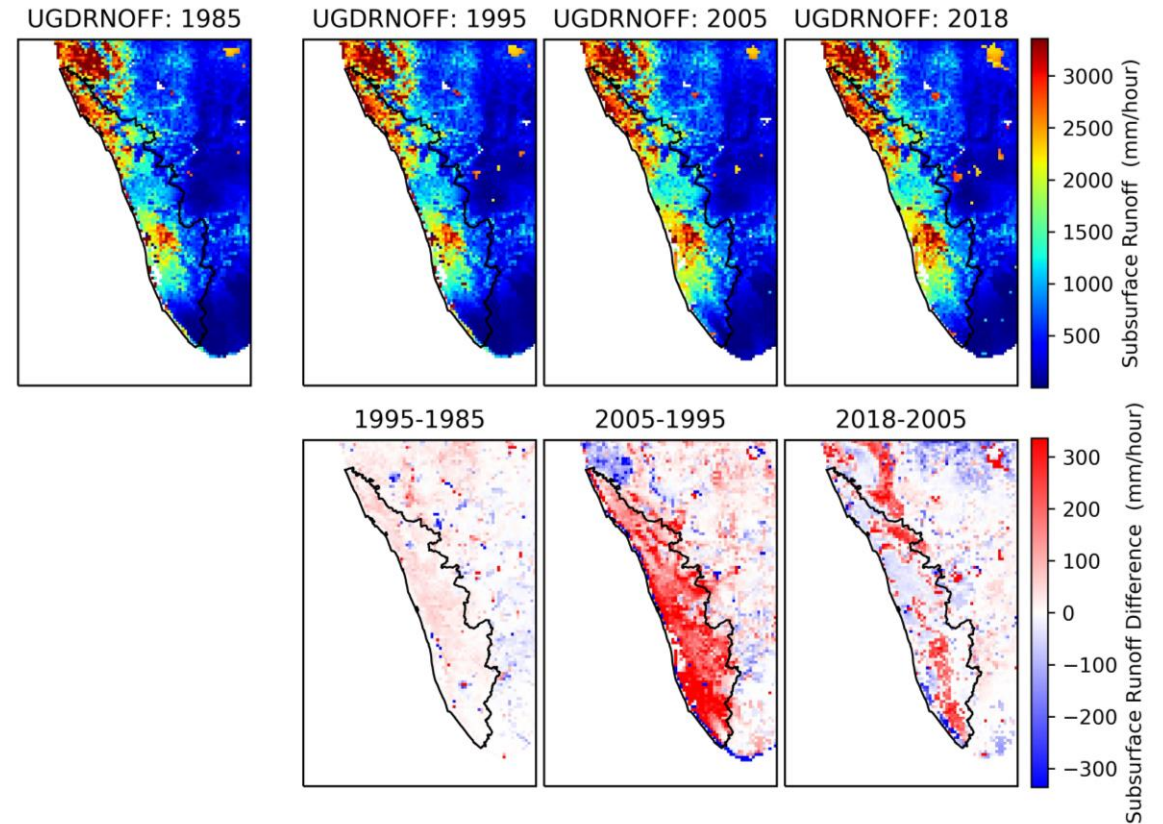 UGDRNOFF: 1985
UGDRNOFF: 1995
UGDRNOFF: 2005
UGDRNOFF: 2018
3000
2500
2000
1500
1000
500
Subsurface Runoff (mm/hour)
1995-1985
2005-1995
2018-2005
300
200
100
0
−100
−200
−300
Subsurface Runoff Difference (mm/hour)